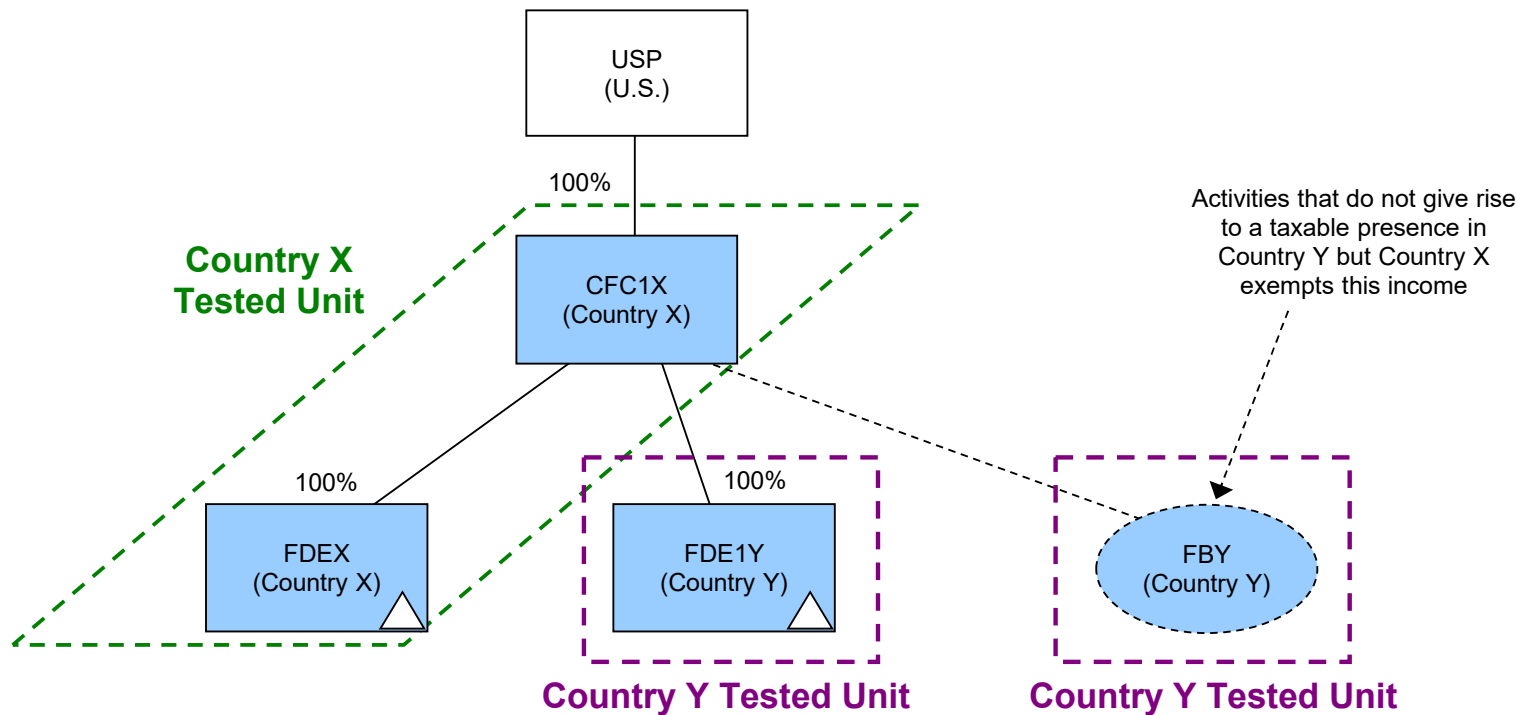 USP
(U.S.)
100%
Activities that do not give rise
to a taxable presence in
Country Y but Country X
exempts this income
Country X
Tested Unit
CFC1X
(Country X)
100%
100%
FDEX
(Country X)
FDE1Y
(Country Y)
FBY
(Country Y)
Country Y Tested Unit
Country Y Tested Unit